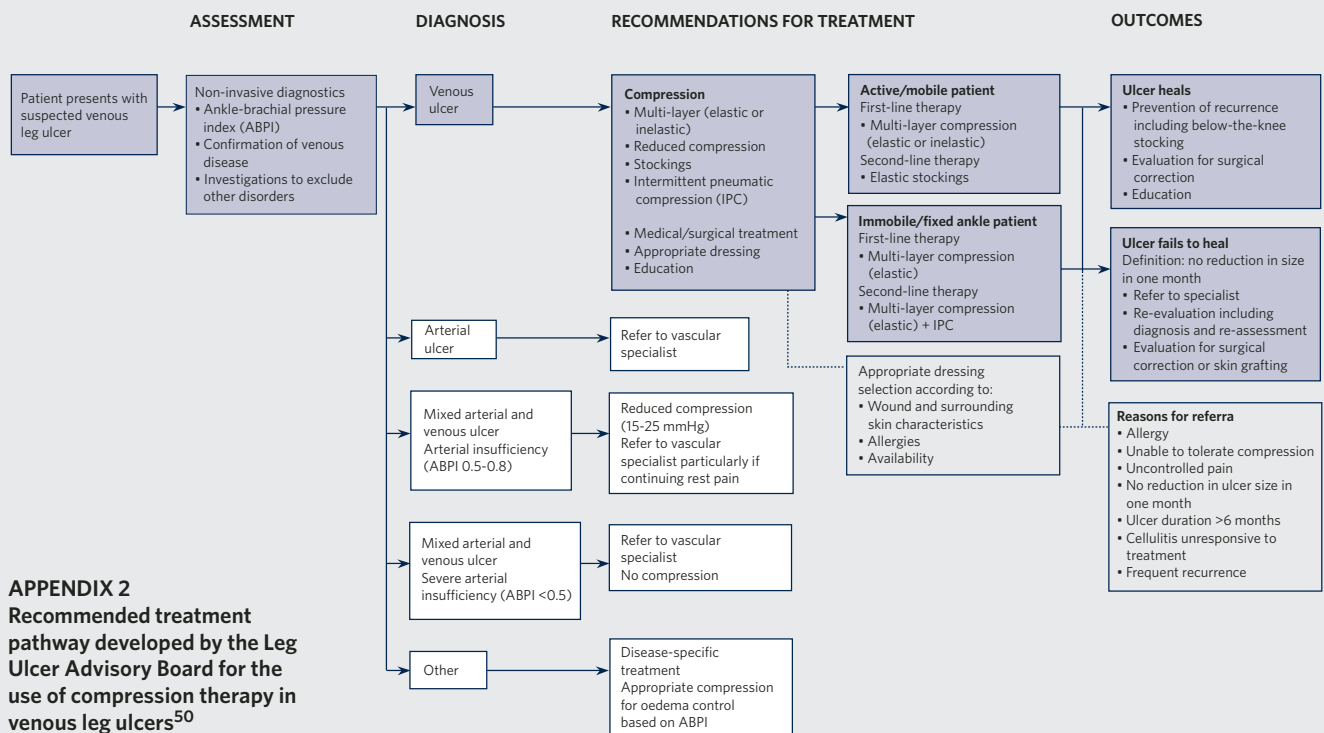 ASSESSMENT
DIAGNOSIS
RECOMMENDATIONS FOR TREATMENT
OUTCOMES
Patient presents with
suspected venous
leg ulcer
Non-invasive diagnostics
• Ankle-brachial pressure
index (ABPI)
• Confirmation of venous
disease
• Investigations to exclude
other disorders
Venous
ulcer
Compression
• Multi-layer (elastic or
inelastic)
• Reduced compression
• Stockings
• Intermittent pneumatic
compression (IPC)
• Medical/surgical treatment
• Appropriate dressing
• Education
Active/mobile patient
First-line therapy
• Multi-layer compression
(elastic or inelastic)
Second-line therapy
• Elastic stockings
Immobile/fixed ankle patient
First-line therapy
• Multi-layer compression
(elastic)
Second-line therapy
• Multi-layer compression
(elastic) + IPC
Appropriate dressing
selection according to:
• Wound and surrounding
skin characteristics
• Allergies
• Availability
Ulcer heals
• Prevention of recurrence
including below-the-knee
stocking
• Evaluation for surgical
correction
• Education
Ulcer fails to heal
Definition: no reduction in size
in one month
• Refer to specialist
• Re-evaluation including
diagnosis and re-assessment
• Evaluation for surgical
correction or skin grafting
Reasons for referra
• Allergy
• Unable to tolerate compression
• Uncontrolled pain
• No reduction in ulcer size in
one month
• Ulcer duration >6 months
• Cellulitis unresponsive to
treatment
• Frequent recurrence
Arterial
ulcer
Refer to vascular
specialist
Mixed arterial and
venous ulcer
Arterial insufficiency
(ABPI 0.5-0.8)
Reduced compression
(15-25 mmHg)
Refer to vascular
specialist particularly if
continuing rest pain
Mixed arterial and
venous ulcer
Severe arterial
insufficiency (ABPI <0.5)
Refer to vascular
specialist
No compression
Other
Disease-specific
treatment
Appropriate compression
for oedema control
based on ABPI
APPENDIX 2
Recommended treatment
pathway developed by the Leg
Ulcer Advisory Board for the
use of compression therapy in
venous leg ulcers50